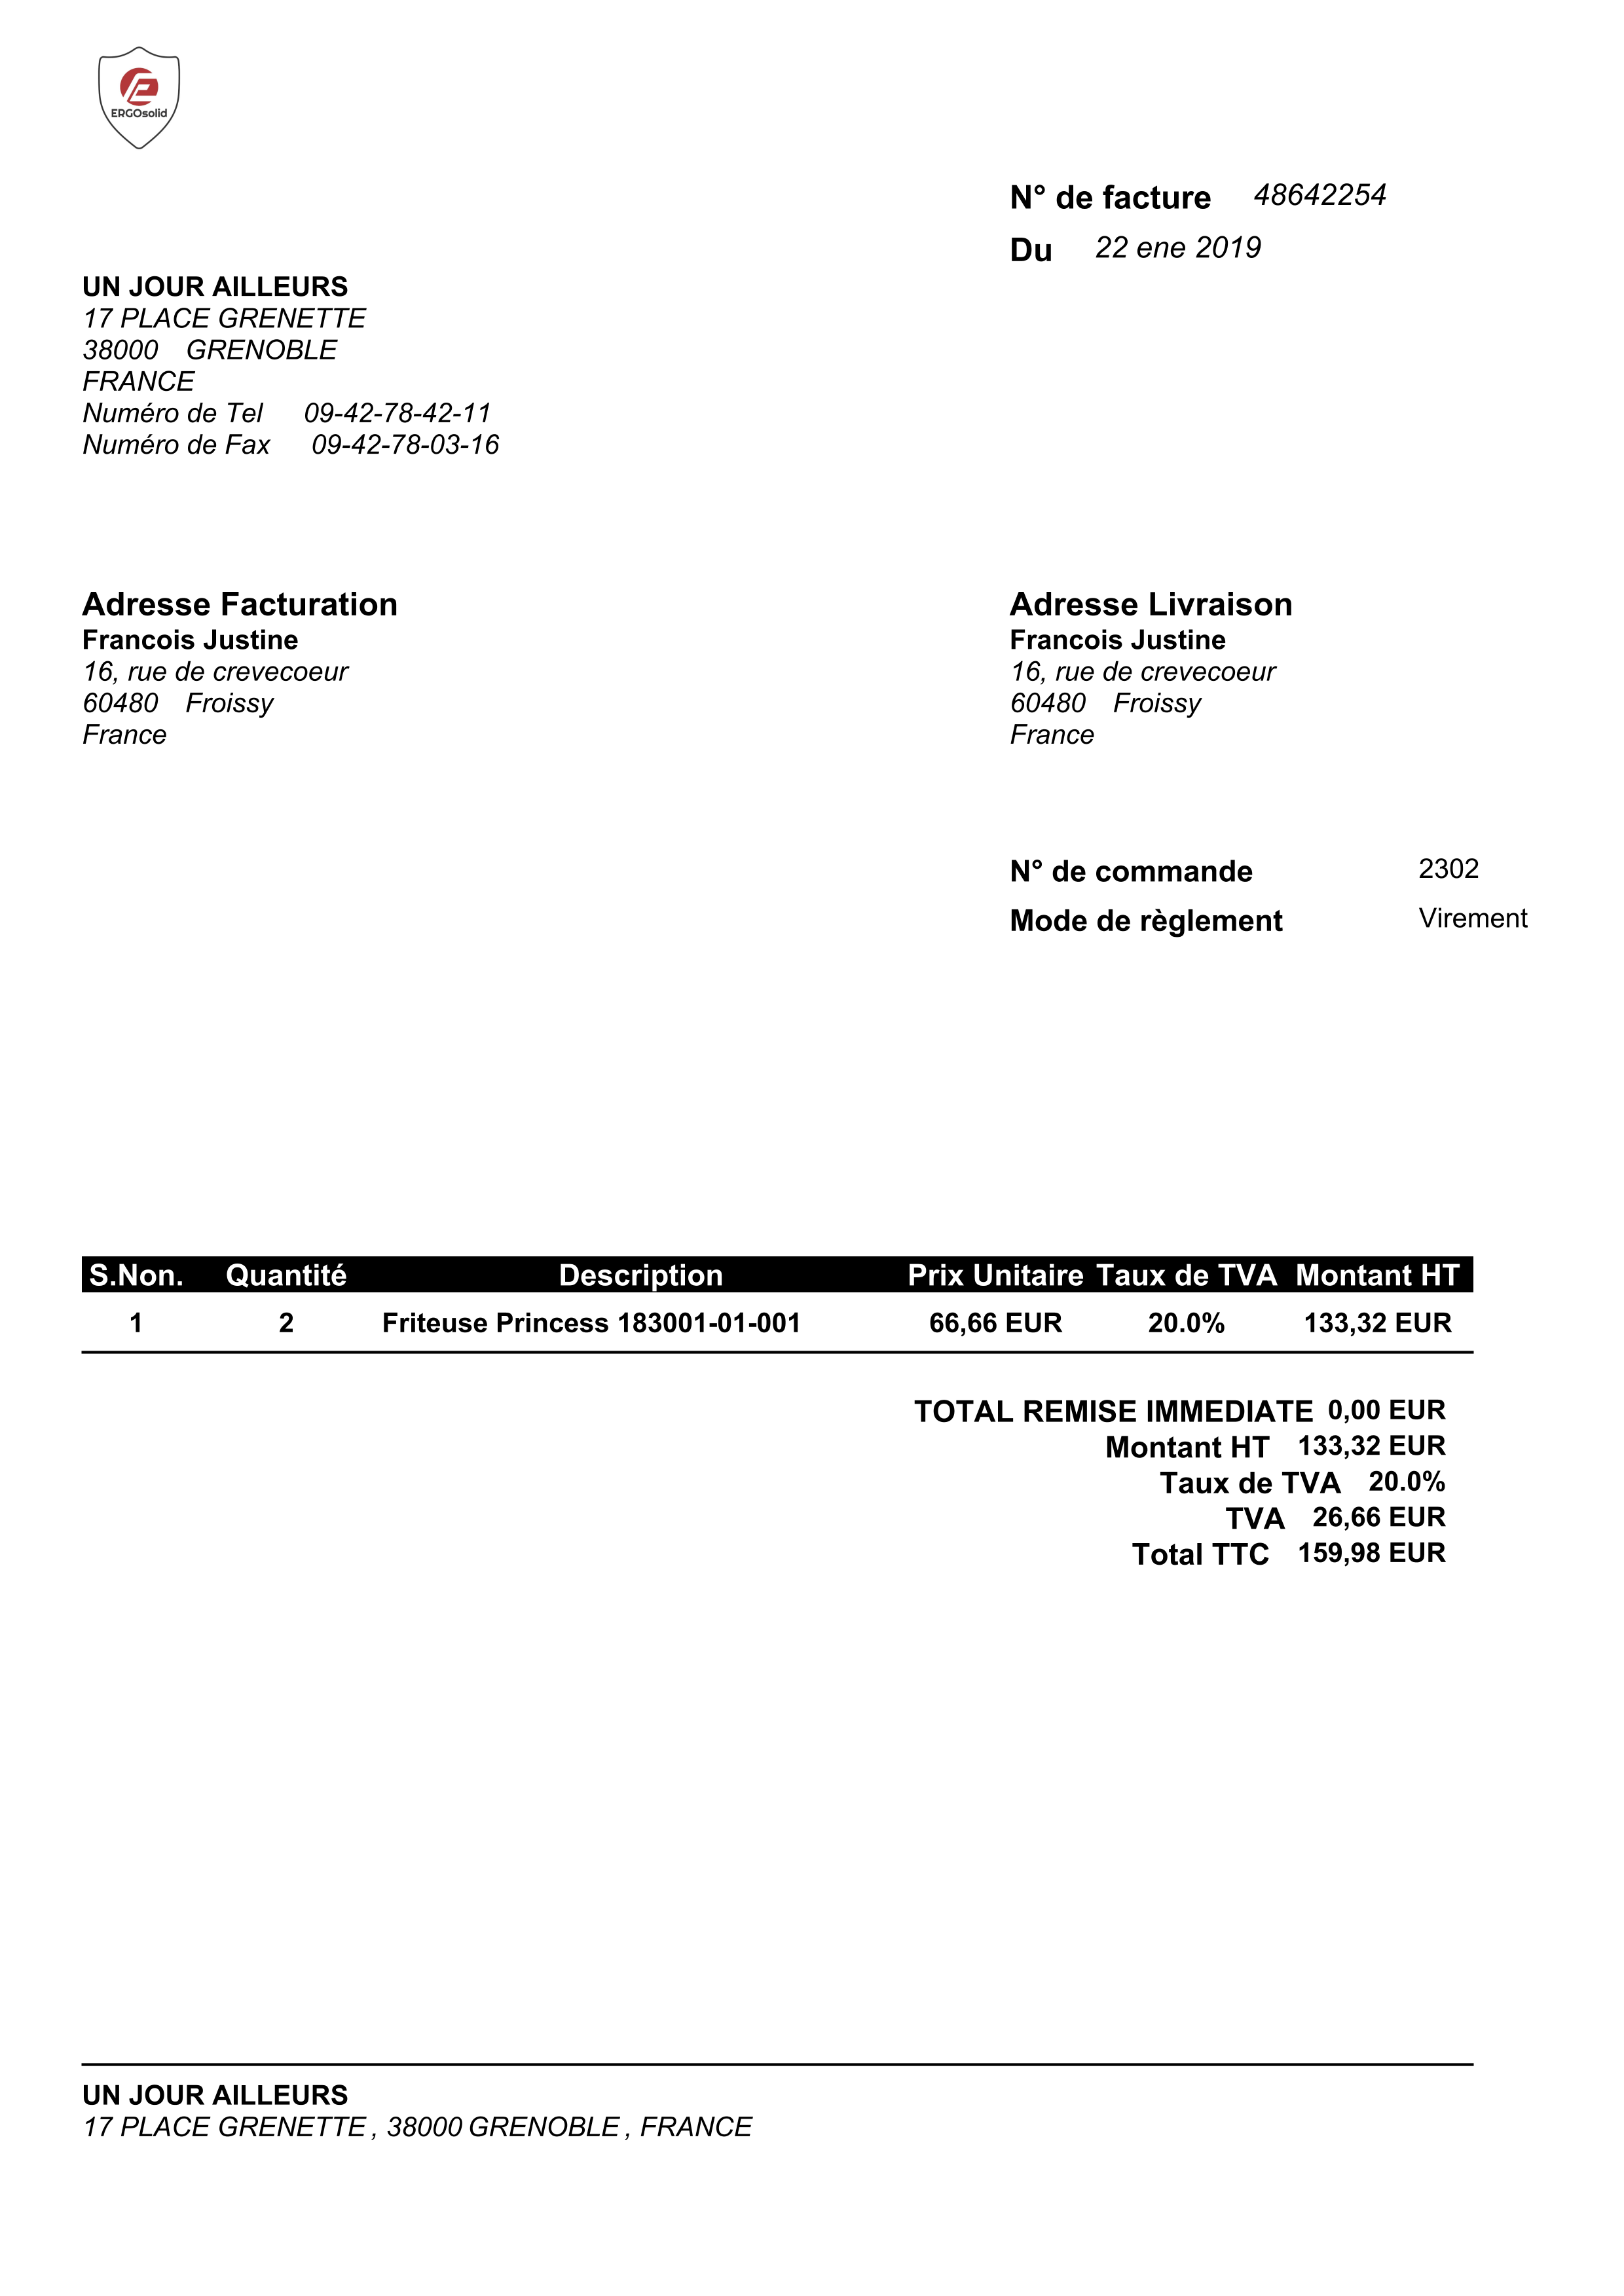 ERGOsolid
N° de facture 48642254
Du 22 ene 2019
UN JOUR AILLEURS
17 PLACE GRENETTE
38000 GRENOBLE
FRANCE
Numéro de Tel 09-42-78-42-11
Numéro de Fax 09-42-78-03-16
Adresse Facturation
Francois Justine
16, rue de crevecoeur
60480 Froissy
France
Adresse Livraison
Francois Justine
16, rue de crevecoeur
60480 Froissy
France
N° de commande 2302
Mode de règlement Virement
S.Non. Quantité Description Prix Unitaire Taux de TVA Montant HT
1 2 Friteuse Princess 183001-01-001 66,66 EUR 20.0% 133,32 EUR
TOTAL REMISE IMMEDIATE 0,00 EUR
Montant HT 133,32 EUR
Taux de TVA 20.0%
TVA 26,66 EUR
Total TTC 159,98 EUR
UN JOUR AILLEURS
17 PLACE GRENETTE , 38000 GRENOBLE , FRANCE